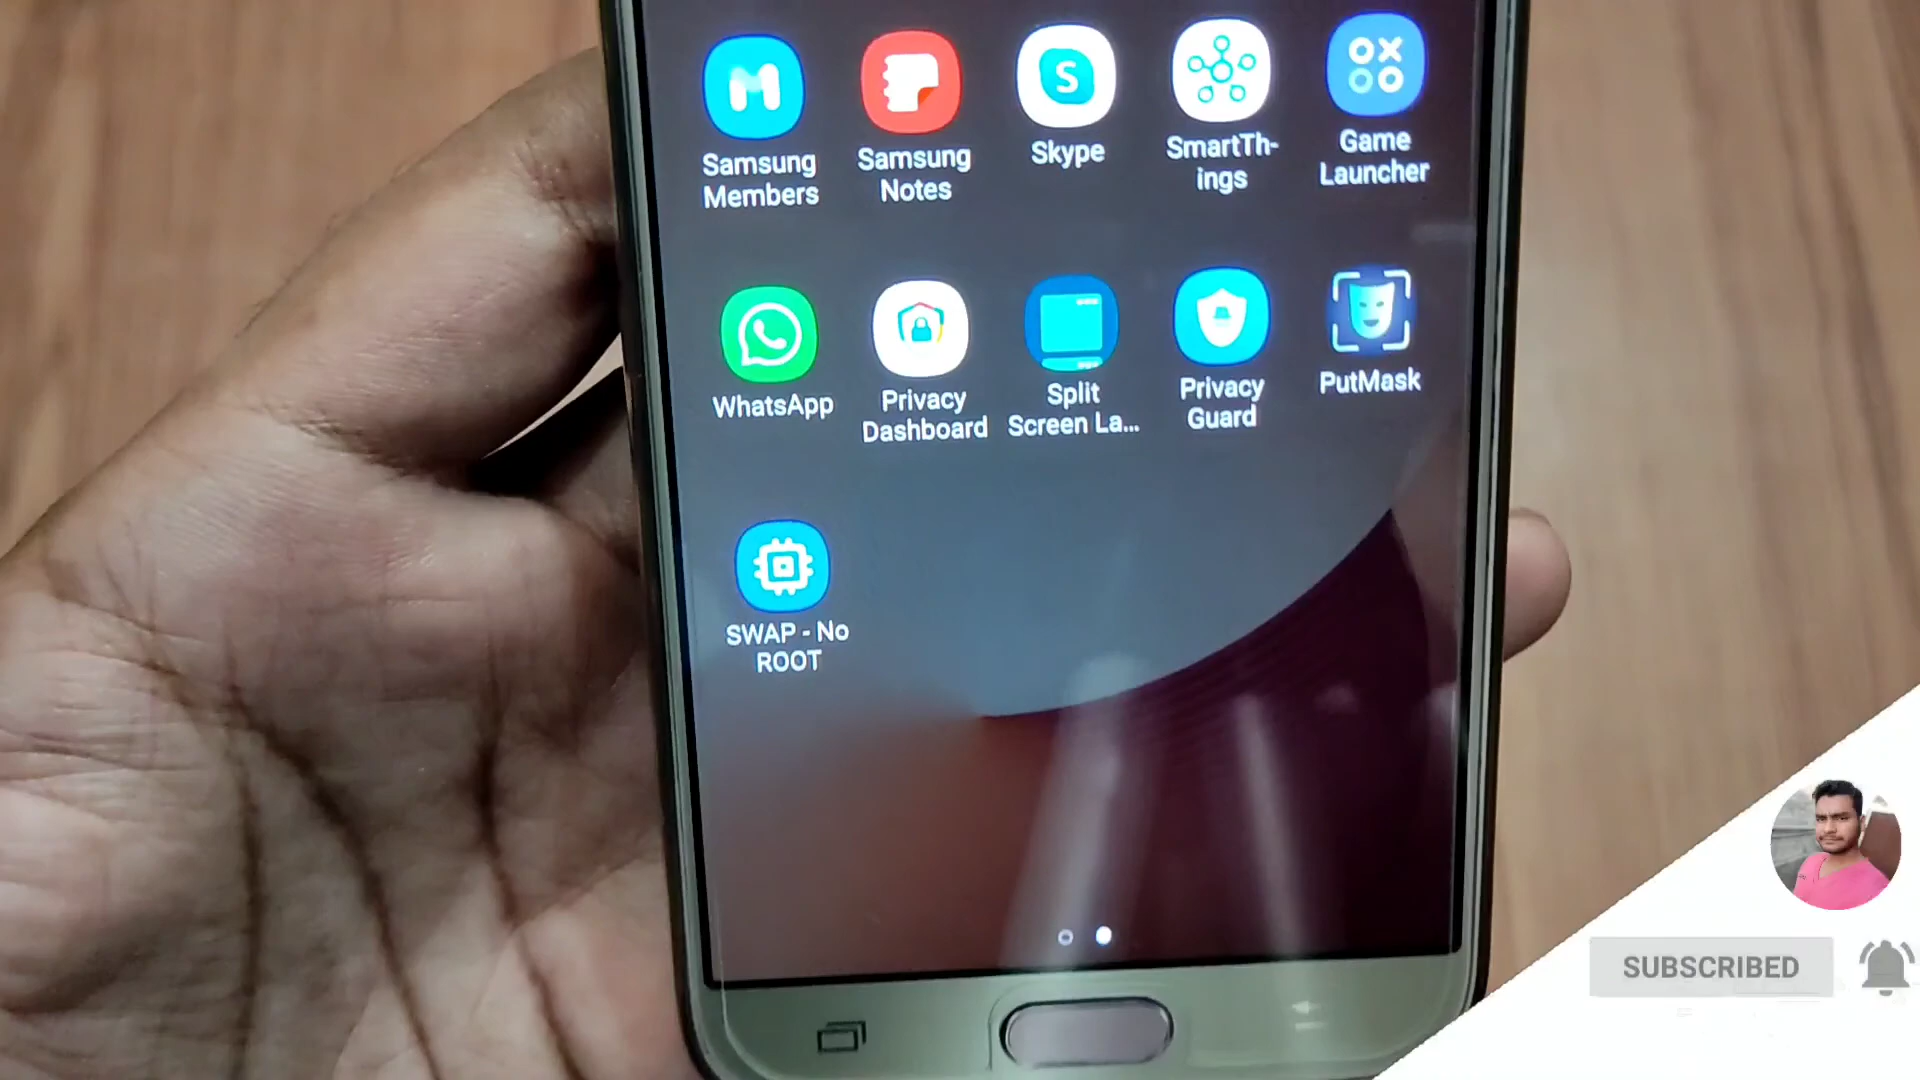 Samsung
Members
Samsung
Notes
Skype
SmartTh-
ings
Game
Launcher
WhatsApp
Privacy
Dashboard
Split
Screen La...
Privacy
Guard
PutMask
SWAP - No
ROOT
SUBSCRIBED